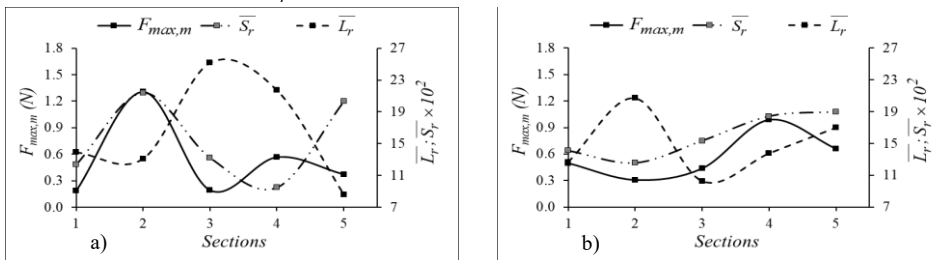 F_max,m (N) S̅_r̅ L̅_r̅
1.8 27
1.5 23
1.2 19
0.9 15
0.6 11
0.3 7
0.0
F_max,m (N)
L̅_r̅ ; S̅_r̅ ×10²
1 2 3 4 5
a) Sections
F_max,m S̅_r̅ L̅_r̅
1.8 27
1.5 23
1.2 19
0.9 15
0.6 11
0.3 7
0.0
F_max,m (N)
L̅_r̅ ; S̅_r̅ ×10²
1 2 3 4 5
b) Sections